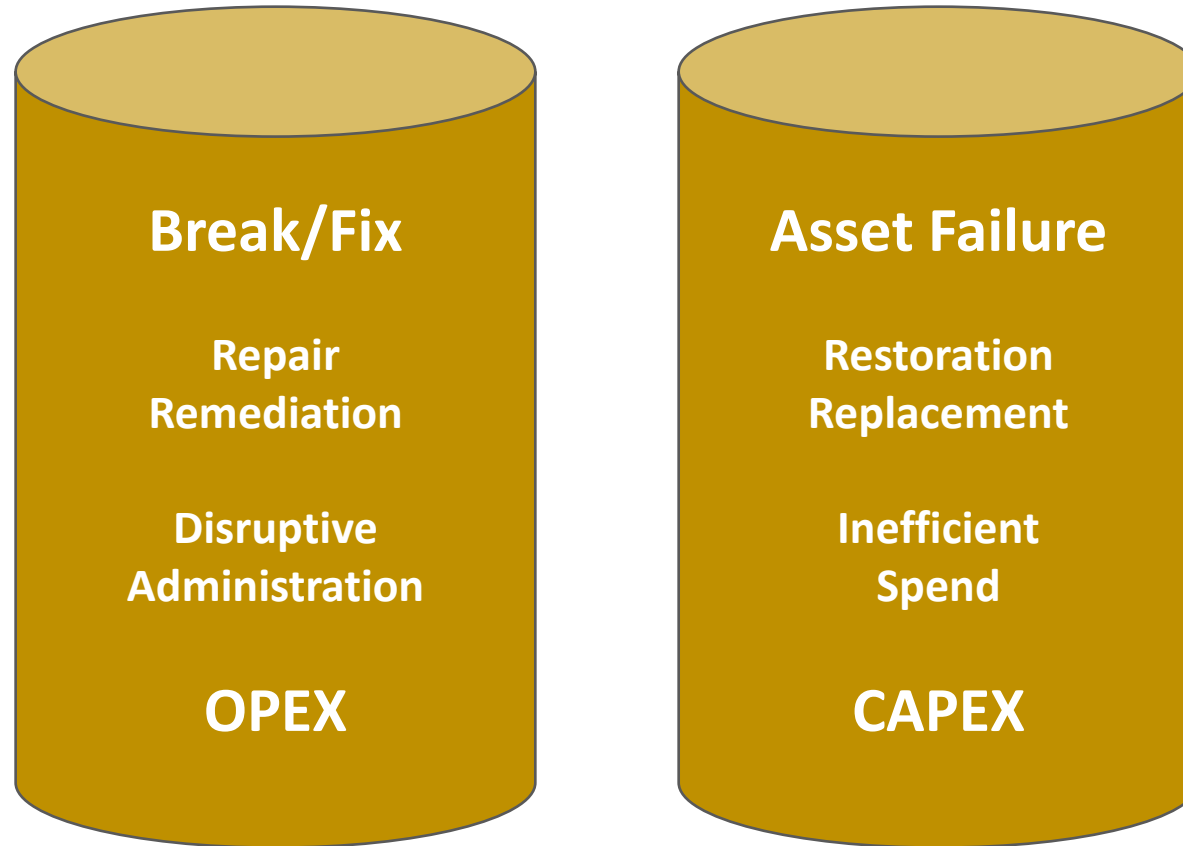 Break/Fix
Repair
Remediation
Disruptive
Administration
OPEX
Asset Failure
Restoration
Replacement
Inefficient
Spend
CAPEX